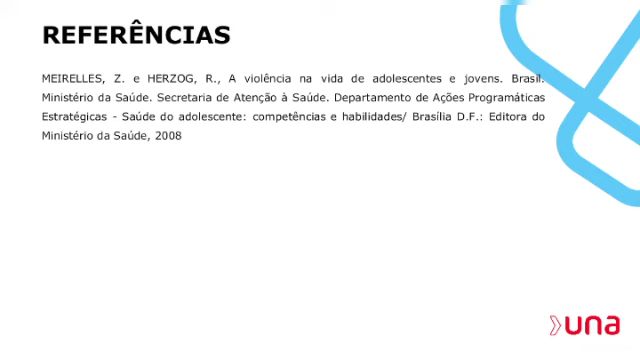 REFERÊNCIAS
MEIRELLES, Z. e HERZOG, R., A violência na vida de adolescentes e jovens. Brasil.
Ministério da Saúde. Secretaria de Atenção à Saúde. Departamento de Ações Programáticas
Estratégicas - Saúde do adolescente: competências e habilidades/ Brasília D.F.: Editora do
Ministério da Saúde, 2008
una